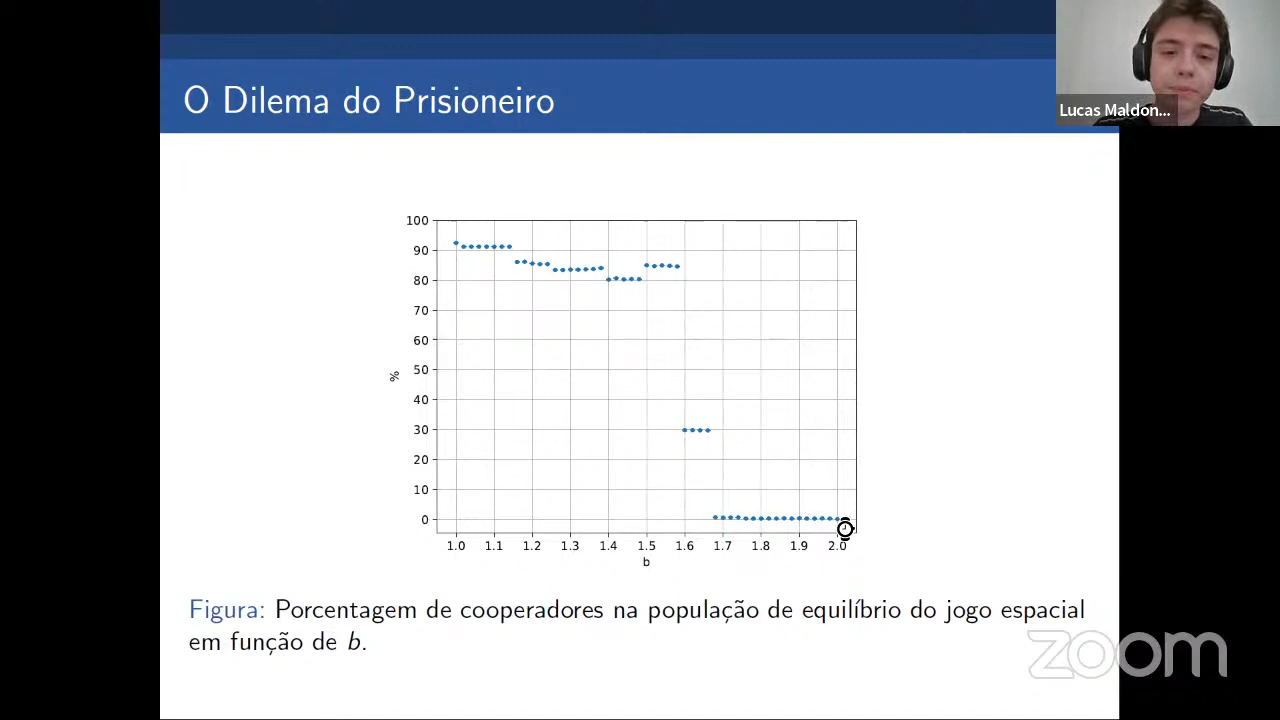 O Dilema do Prisioneiro
Lucas Maldon...
100
90
80
70
60
50
40
30
20
10
0
%
1.0 1.1 1.2 1.3 1.4 1.5 1.6 1.7 1.8 1.9 2.0
b
Figura: Porcentagem de cooperadores na população de equilíbrio do jogo espacial
em função de b.
zoom